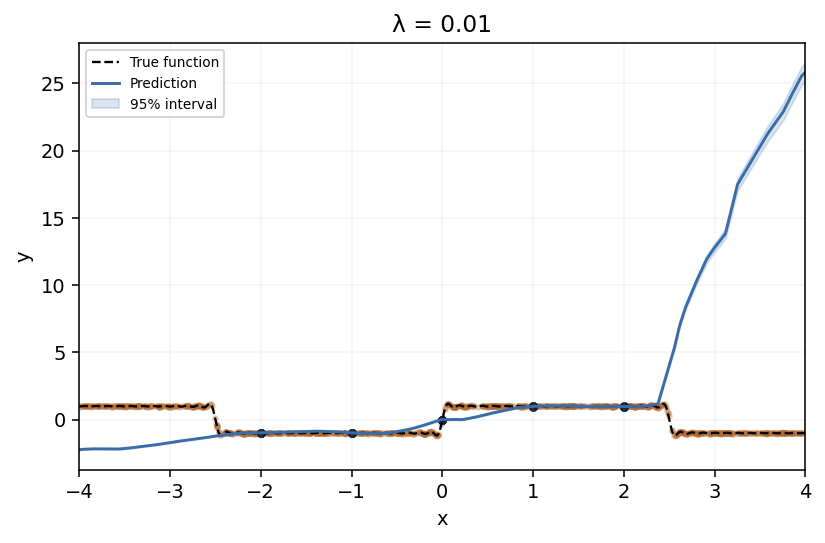 λ = 0.01
True function
Prediction
95% interval
y
25
20
15
10
5
0
−4 −3 −2 −1 0 1 2 3 4
x